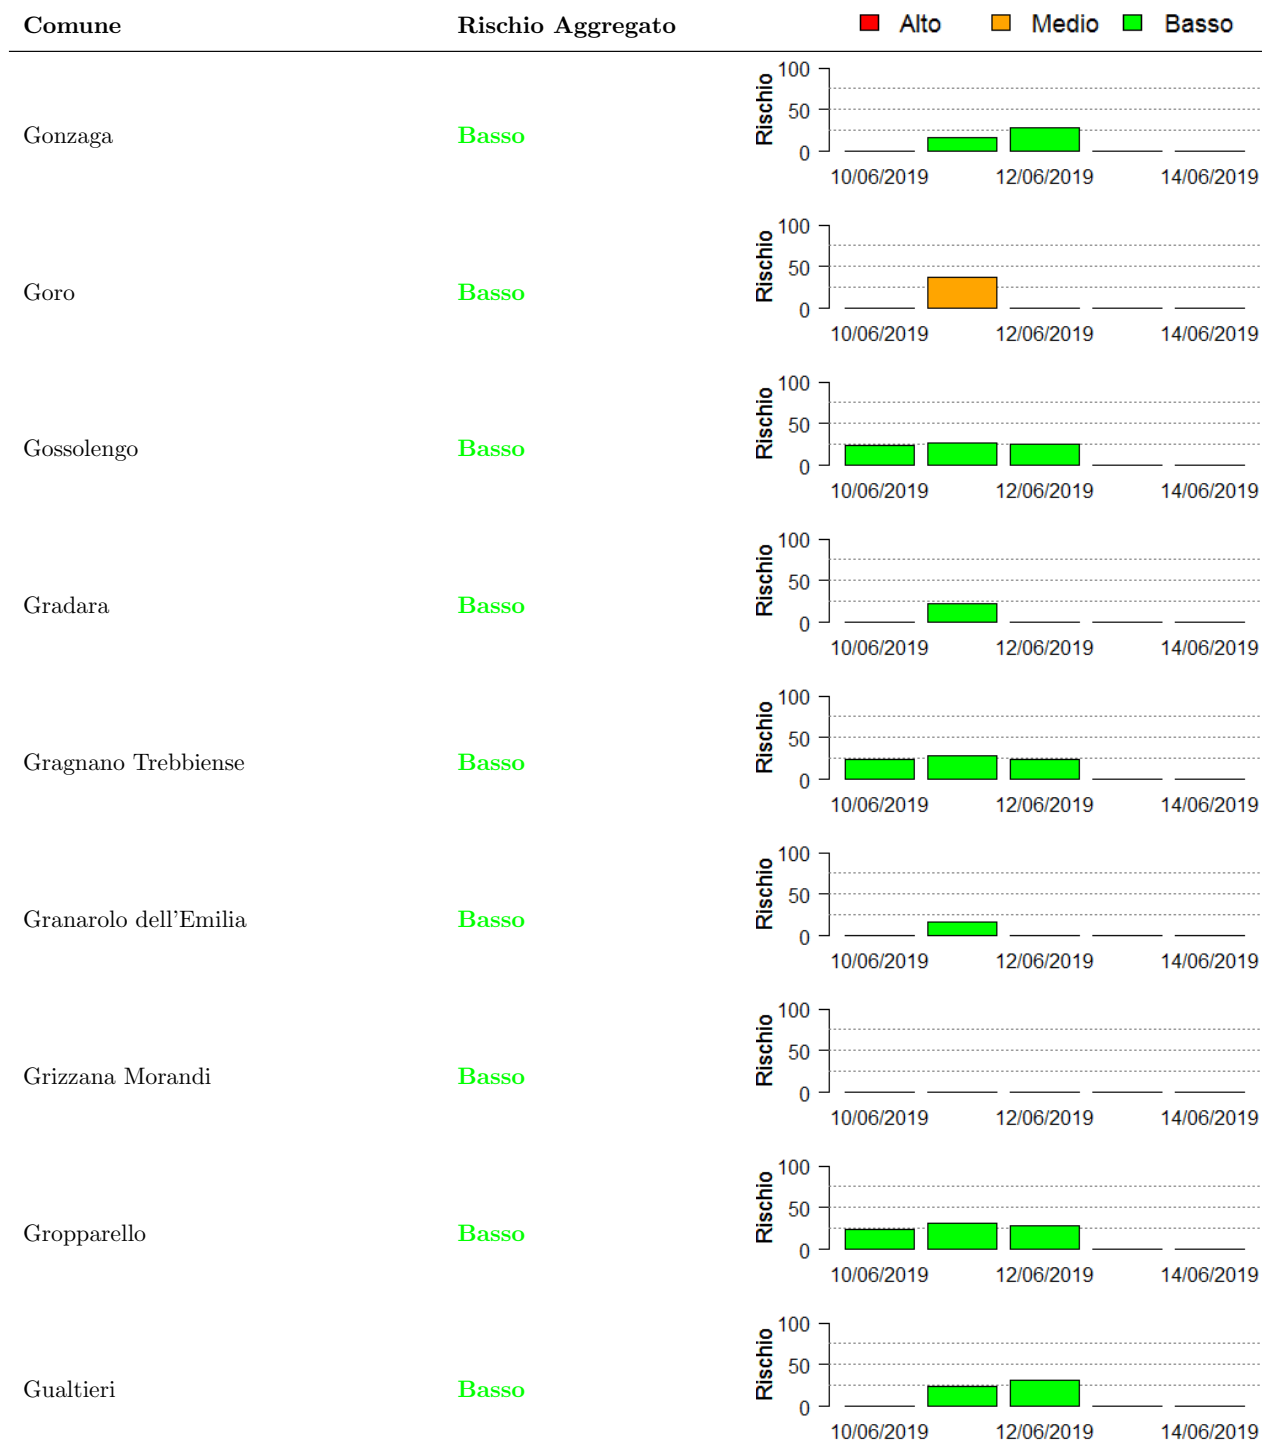 Comune Rischio Aggregato Alto Medio Basso
Gonzaga Basso Rischio 100 50 0
10/06/2019 12/06/2019 14/06/2019
Goro Basso Rischio 100 50 0
10/06/2019 12/06/2019 14/06/2019
Gossolengo Basso Rischio 100 50 0
10/06/2019 12/06/2019 14/06/2019
Gradara Basso Rischio 100 50 0
10/06/2019 12/06/2019 14/06/2019
Gragnano Trebbiense Basso Rischio 100 50 0
10/06/2019 12/06/2019 14/06/2019
Granarolo dell'Emilia Basso Rischio 100 50 0
10/06/2019 12/06/2019 14/06/2019
Grizzana Morandi Basso Rischio 100 50 0
10/06/2019 12/06/2019 14/06/2019
Gropparello Basso Rischio 100 50 0
10/06/2019 12/06/2019 14/06/2019
Gualtieri Basso Rischio 100 50 0
10/06/2019 12/06/2019 14/06/2019